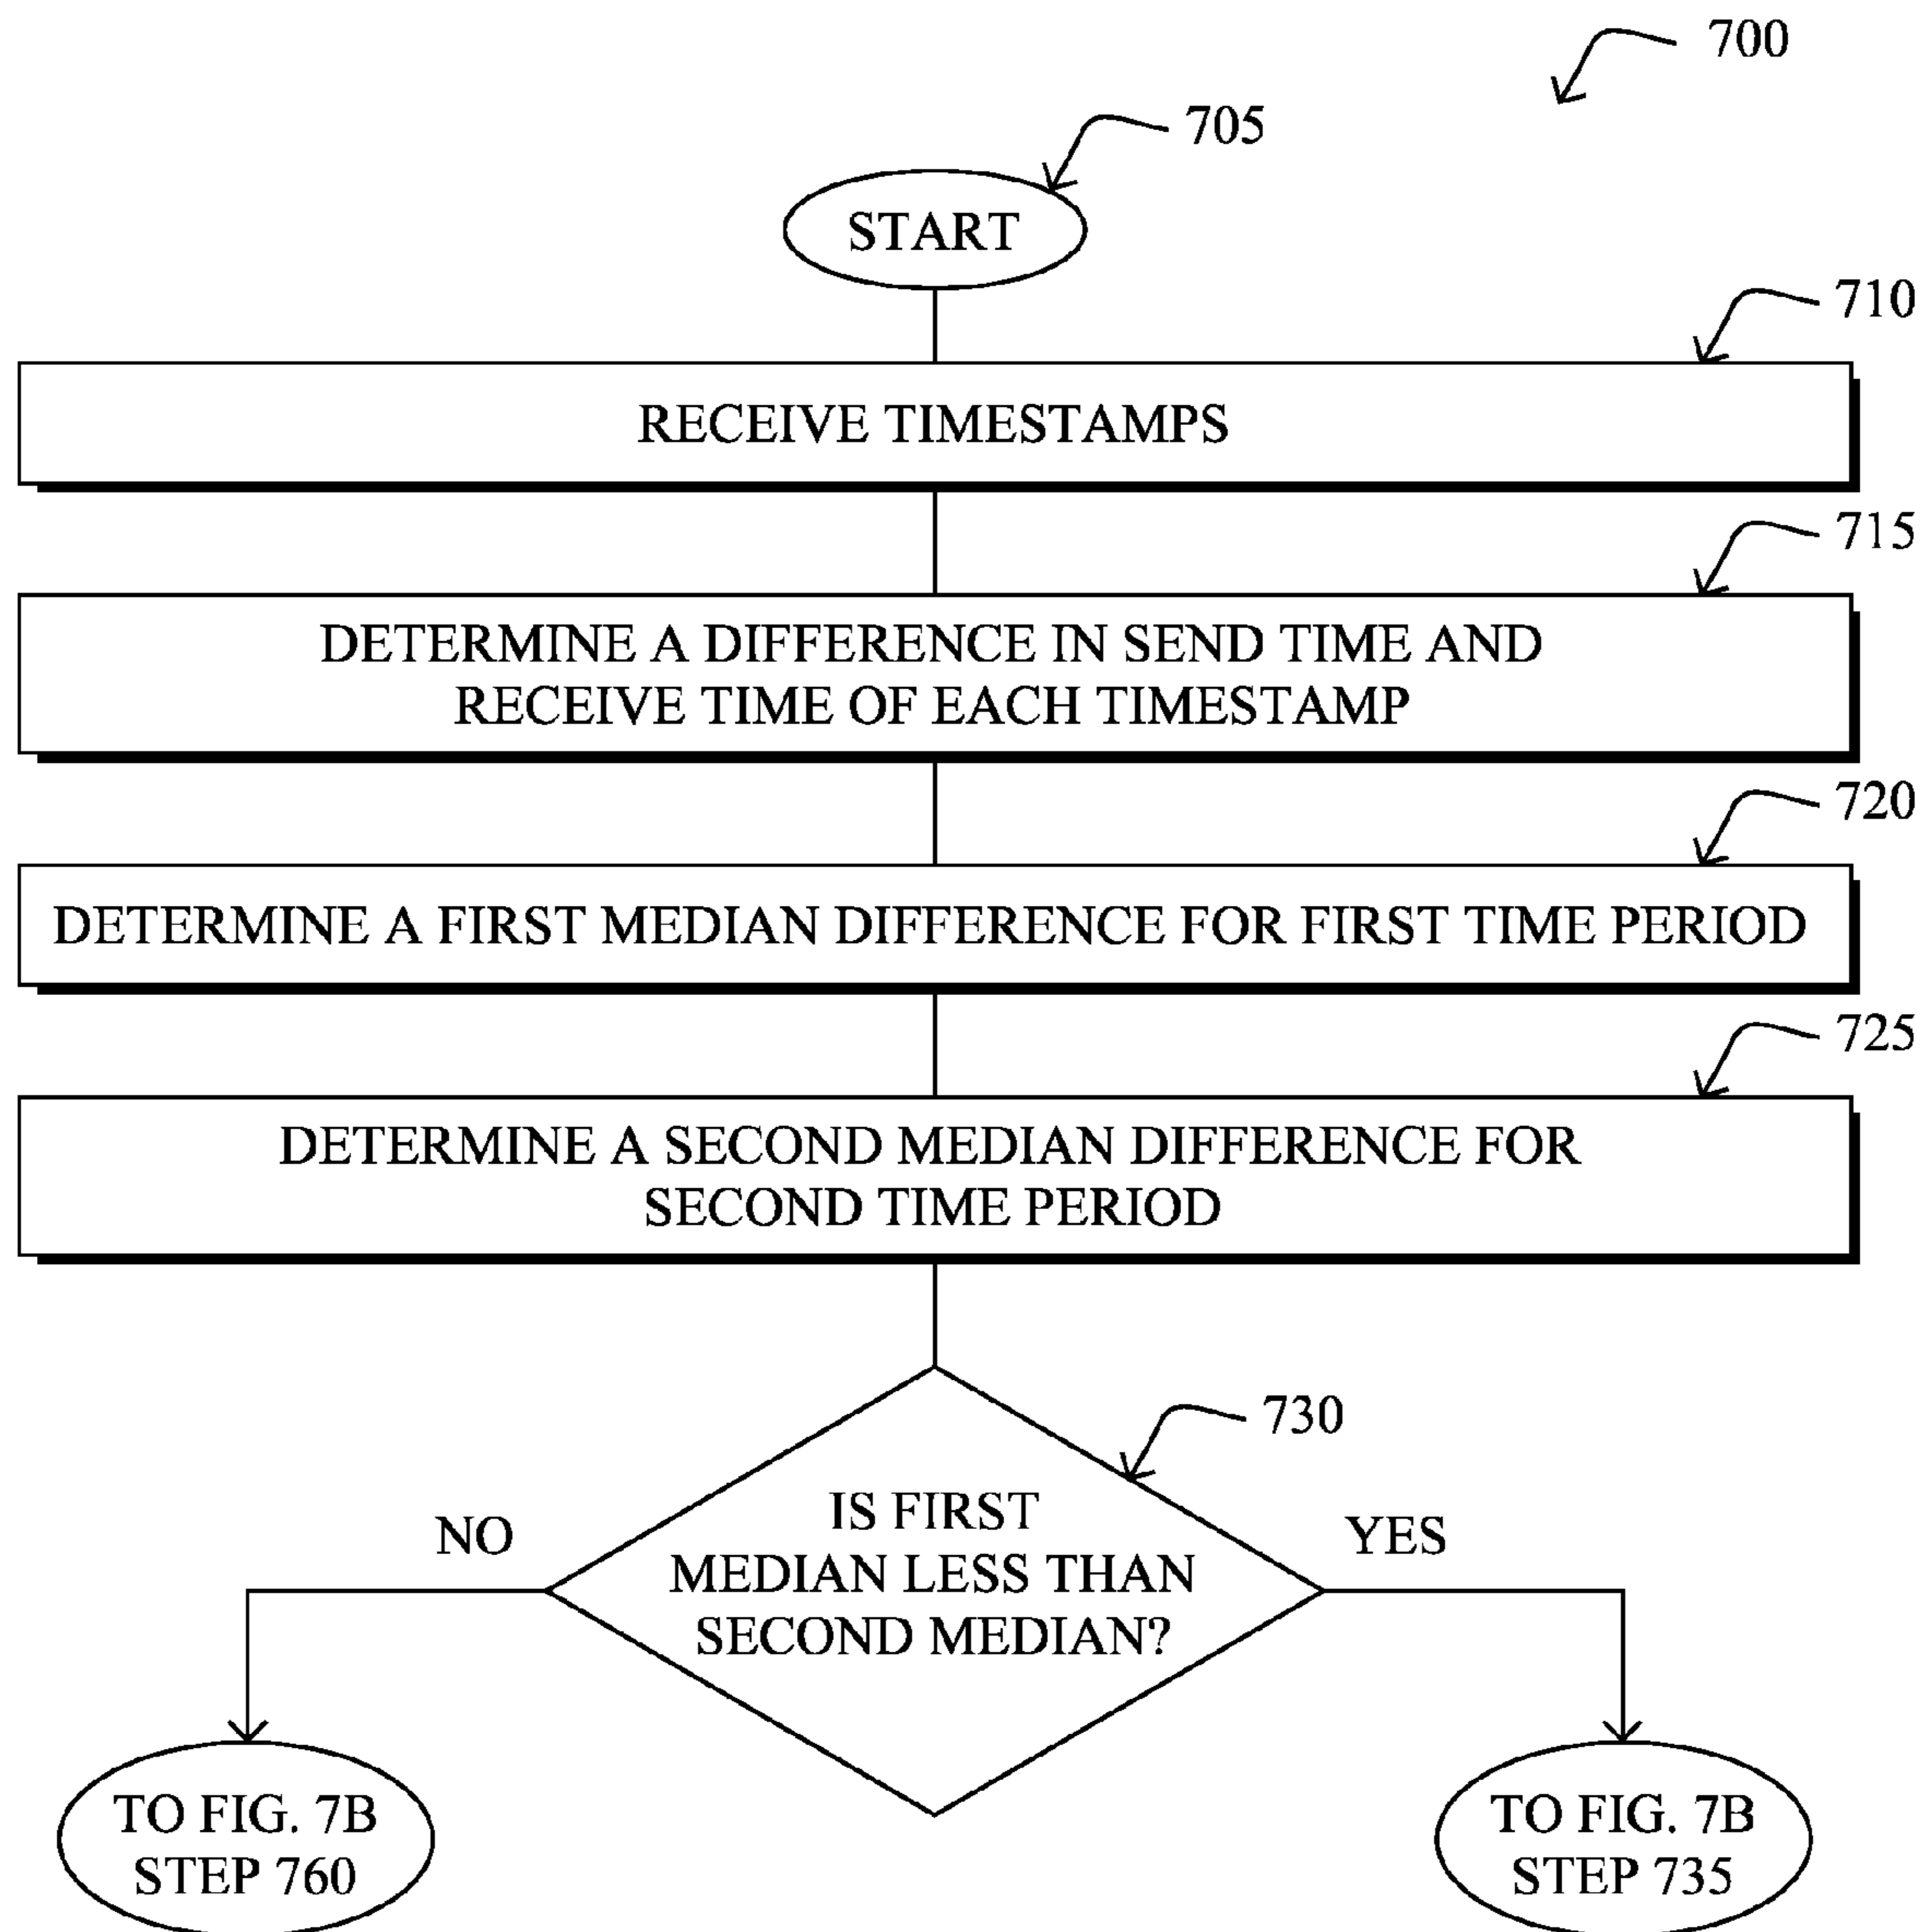 700
705
START
710
RECEIVE TIMESTAMPS
715
DETERMINE A DIFFERENCE IN SEND TIME AND
RECEIVE TIME OF EACH TIMESTAMP
720
DETERMINE A FIRST MEDIAN DIFFERENCE FOR FIRST TIME PERIOD
725
DETERMINE A SECOND MEDIAN DIFFERENCE FOR
SECOND TIME PERIOD
730
IS FIRST
MEDIAN LESS THAN
SECOND MEDIAN?
NO
YES
TO FIG. 7B
STEP 760
TO FIG. 7B
STEP 735